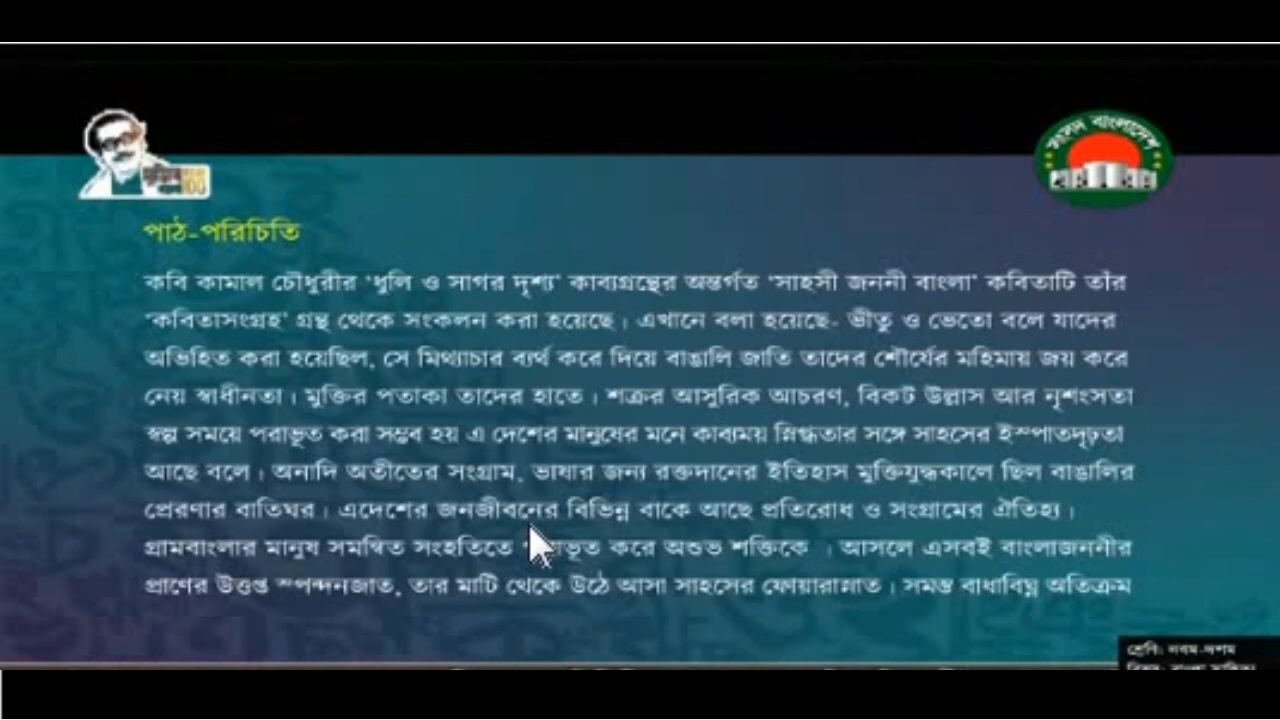 সংসদ বাংলাদেশ
পাঠ-পরিচিতি
কবি কামাল চৌধুরীর ‘ধুলি ও সাগর দৃশ্য’ কাব্যগ্রন্থের অন্তর্গত ‘সাহসী জননী বাংলা’ কবিতাটি তাঁর
‘কবিতাসংগ্রহ’ গ্রন্থ থেকে সংকলন করা হয়েছে। এখানে বলা হয়েছে- ভীতু ও ভেতো বলে যাদের
অভিহিত করা হয়েছিল, সে মিথ্যাচার ব্যর্থ করে দিয়ে বাঙালি জাতি তাদের শৌর্যের মহিমায় জয় করে
নেয় স্বাধীনতা। মুক্তির পতাকা তাদের হাতে। শত্রুর আসুরিক আচরণ, বিকট উল্লাস আর নৃশংসতা
স্বল্প সময়ে পরাভূত করা সম্ভব হয় এ দেশের মানুষের মনে কাব্যময় স্নিগ্ধতার সঙ্গে সাহসের ইস্পাতদৃঢ়তা
আছে বলে। অনাদি অতীতের সংগ্রাম, ভাষার জন্য রক্তদানের ইতিহাস মুক্তিযুদ্ধকালে ছিল বাঙালির
প্রেরণার বাতিঘর। এদেশের জনজীবনের বিভিন্ন বাকে আছে প্রতিরোধ ও সংগ্রামের ঐতিহ্য।
গ্রামবাংলার মানুষ সমন্বিত সংহতিতে করে অশুভ শক্তিকে । আসলে এসবই বাংলাজননীর
প্রাণের উত্তপ্ত স্পন্দনজাত, তার মাটি থেকে উঠে আসা সাহসের ফোয়ারাস্নাত। সমস্ত বাধাবিঘ্ন অতিক্রম
শ্রেণি: নবম-দশম